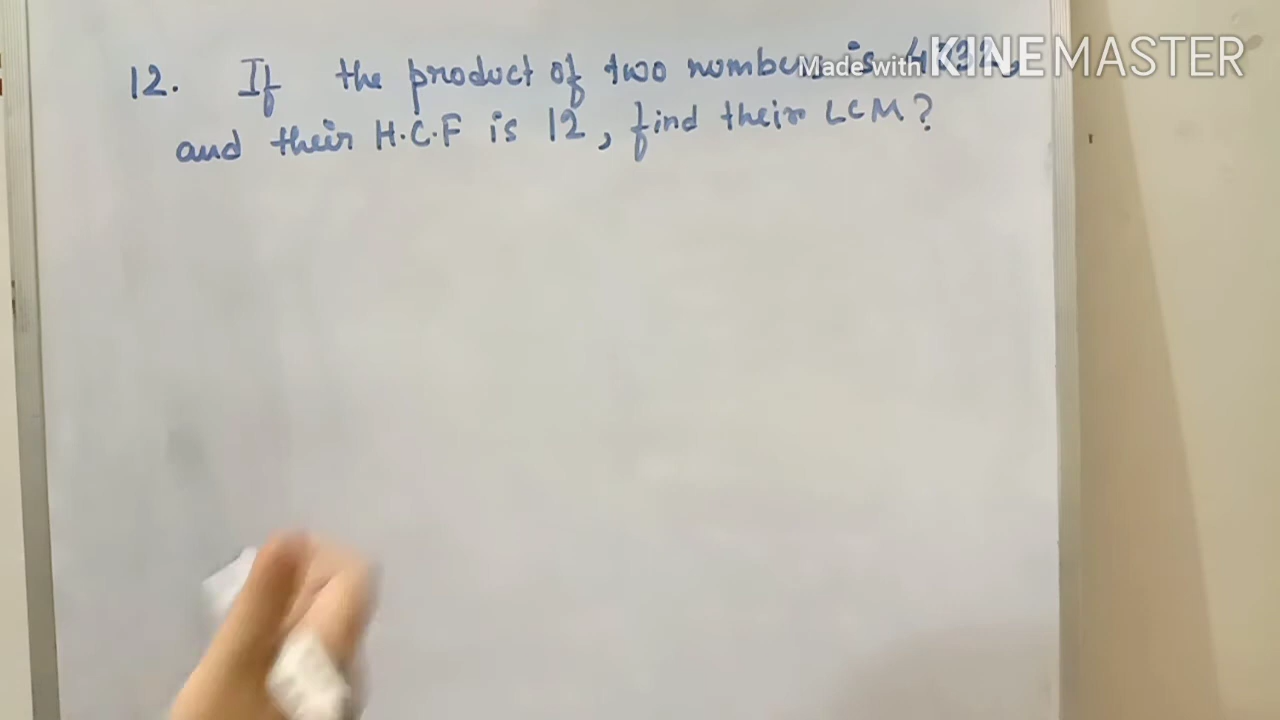 12. If the product of two numbers is
Made with KINEMASTER
and their H.C.F is 12, find their LCM?